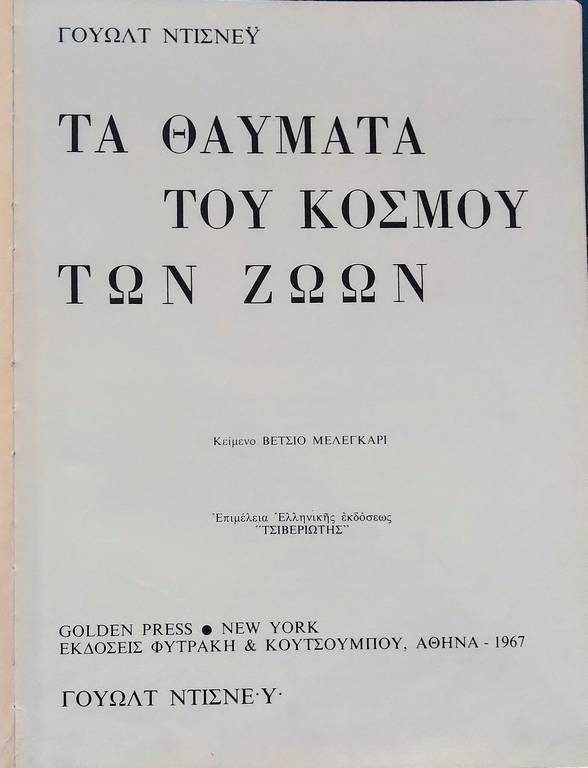 ΓΟΥΩΛΤ ΝΤΙΣΝΕΫ
ΤΑ ΘΑΥΜΑΤΑ
ΤΟΥ ΚΟΣΜΟΥ
ΤΩΝ ΖΩΩΝ
Κείμενο ΒΕΤΣΙΟ ΜΕΛΕΓΚΑΡΙ
Ἐπιμέλεια Ἑλληνικῆς ἐκδόσεως
"ΤΣΙΒΕΡΙΩΤΗΣ"
GOLDEN PRESS ● NEW YORK
ΕΚΔΟΣΕΙΣ ΦΥΤΡΑΚΗ & ΚΟΥΤΣΟΥΜΠΟΥ, ΑΘΗΝΑ - 1967
ΓΟΥΩΛΤ ΝΤΙΣΝΕ·Υ·